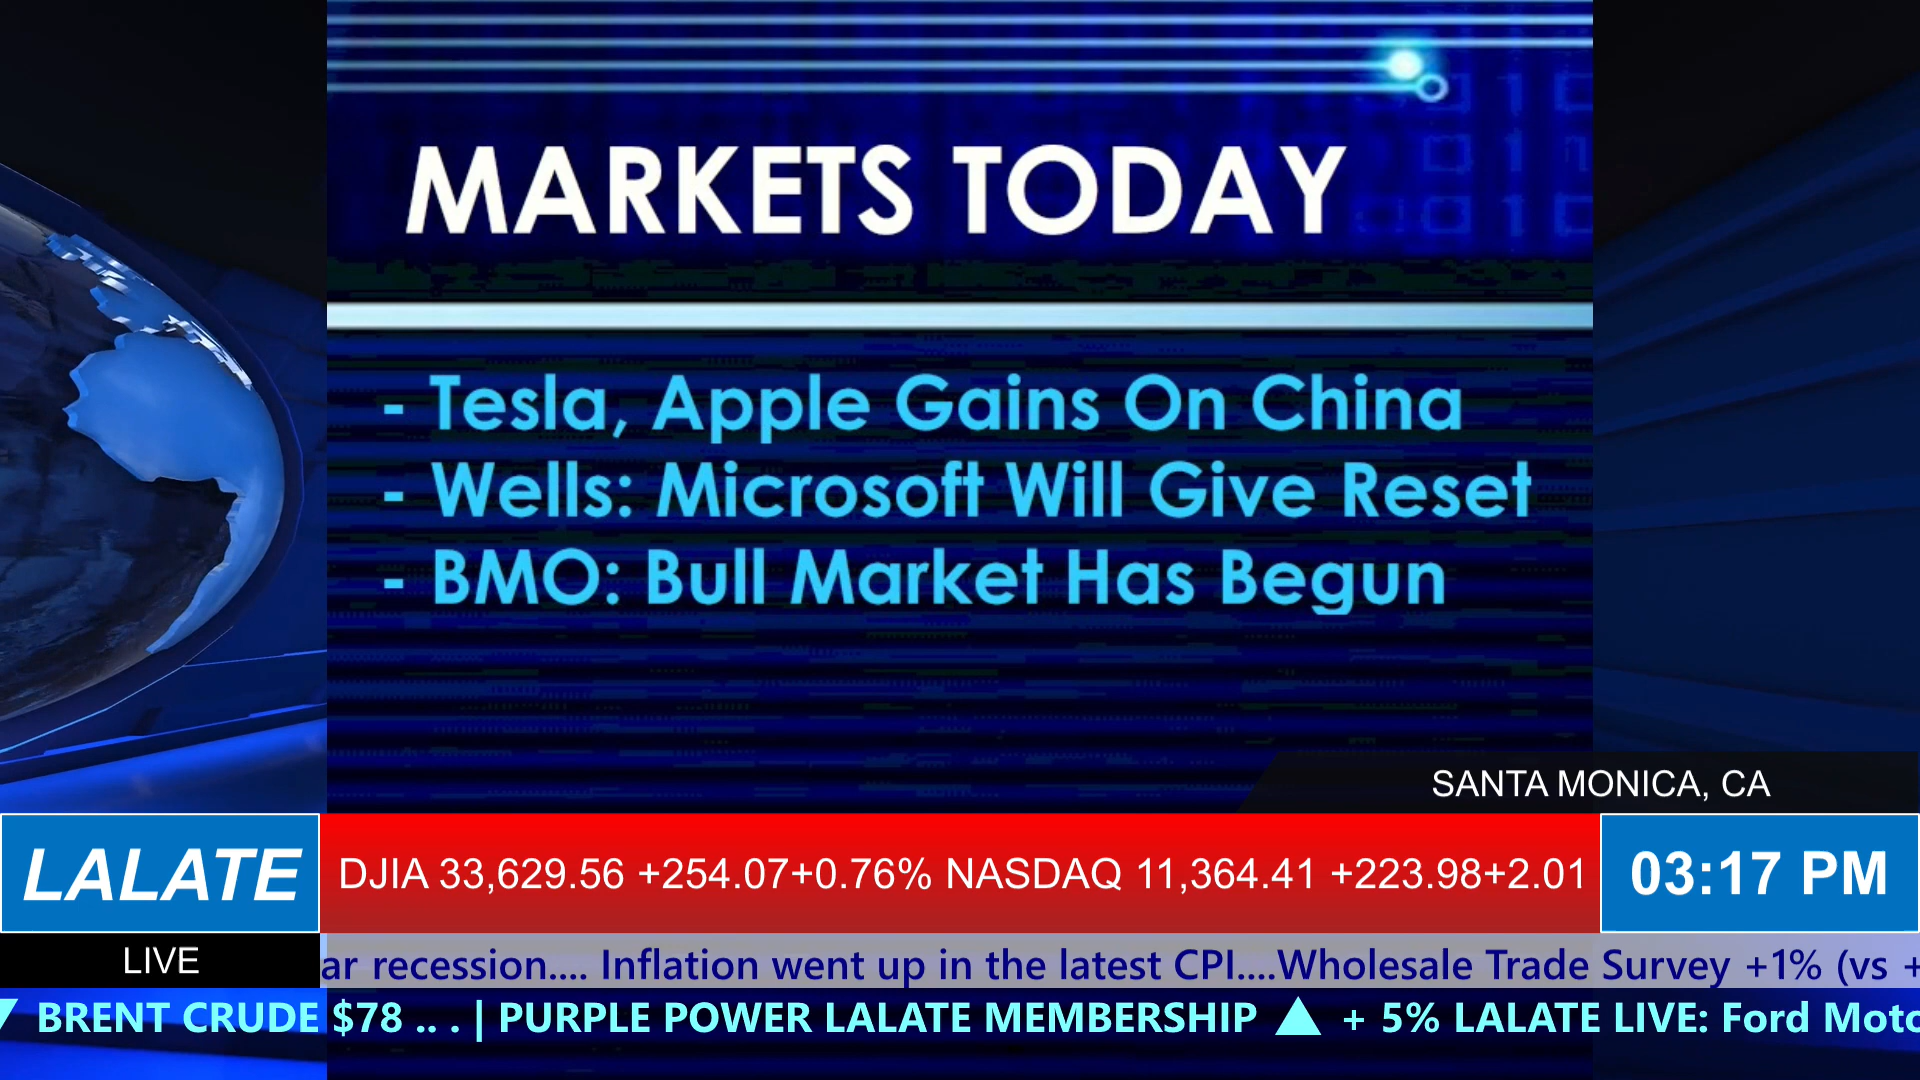 MARKETS TODAY
- Tesla, Apple Gains On China
- Wells: Microsoft Will Give Reset
- BMO: Bull Market Has Begun
SANTA MONICA, CA
LALATE
DJIA 33,629.56 +254.07+0.76% NASDAQ 11,364.41 +223.98+2.01
03:17 PM
LIVE
ar recession.... Inflation went up in the latest CPI....Wholesale Trade Survey +1% (vs +
▼ BRENT CRUDE $78 .. . | PURPLE POWER LALATE MEMBERSHIP ▲ + 5% LALATE LIVE: Ford Moto